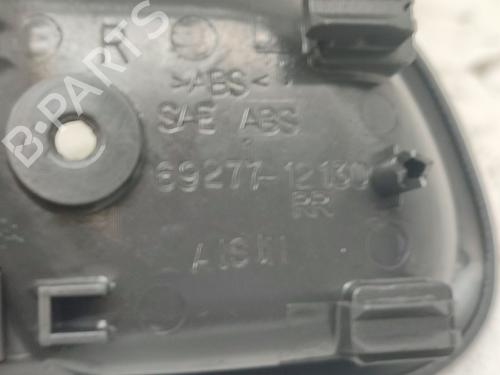 B-PARTS
>ABS<
SAE ABS
69277-12130
RR
AISIN